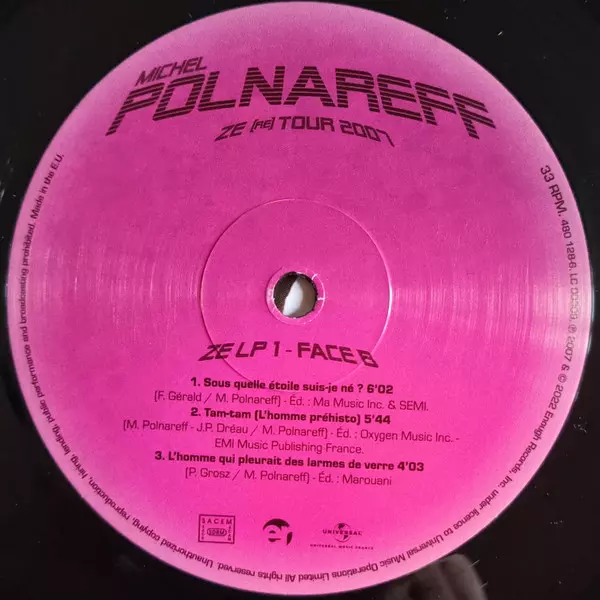 MICHEL
POLNAREFF
ZE [RE] TOUR 2007
33 RPM. 480 128-6. LC 00309. ℗ 2007 & © 2022 Enough Records, Inc. under licence to Universal Music Operations Limited All rights reserved. Unauthorized copying, reproduction, hiring, lending, public performance and broadcasting prohibited. Made in the E.U.
ZE LP 1 - FACE B
1. Sous quelle étoile suis-je né ? 6'02
[F. Gérald / M. Polnareff] - Éd. : Ma Music Inc. & SEMI.
2. Tam-tam (L'homme préhisto) 5'44
(M. Polnareff - J.P. Dréau / M. Polnareff) - Éd. : Oxygen Music Inc. -
EMI Music Publishing France.
3. L'homme qui pleurait des larmes de verre 4'03
[P. Grosz / M. Polnareff] - Éd. : Marouani
SACEM
er
UNIVERSAL
UNIVERSAL MUSIC FRANCE